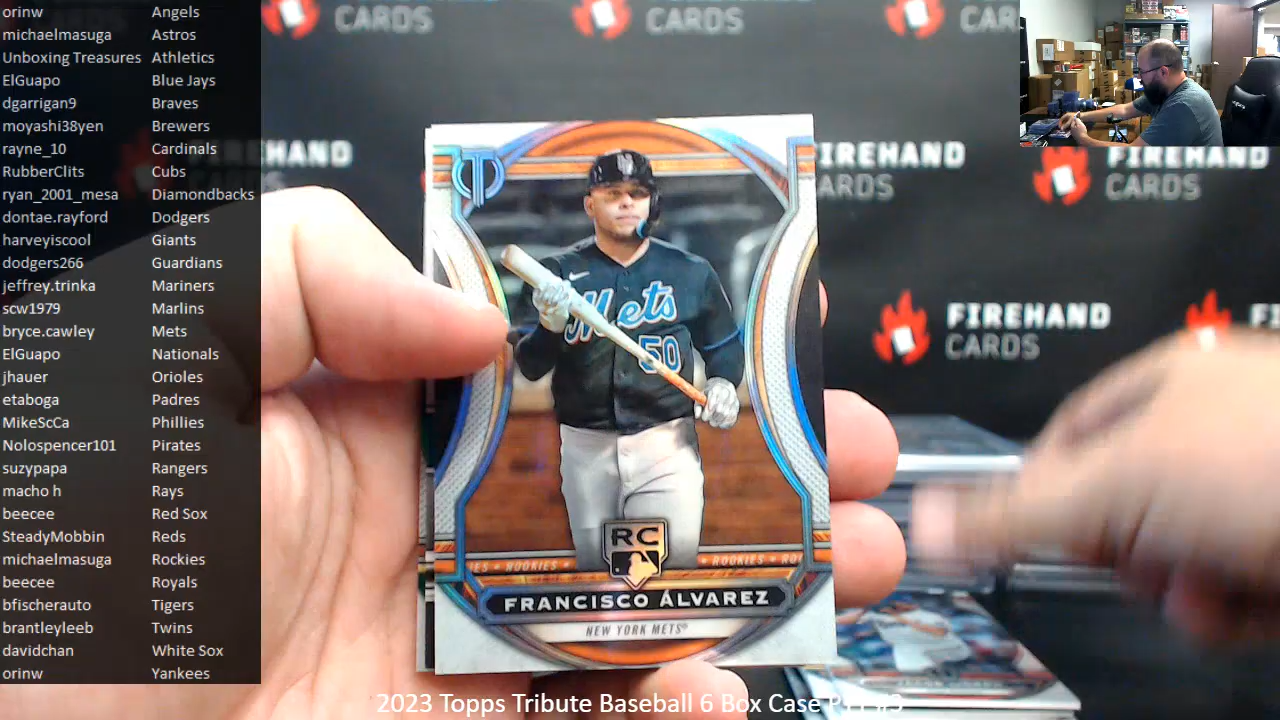 orinw Angels
michaelmasuga Astros
Unboxing Treasures Athletics
ElGuapo Blue Jays
dgarrigan9 Braves
moyashi38yen Brewers
rayne_10 Cardinals
RubberClits Cubs
ryan_2001_mesa Diamondbacks
dontae.rayford Dodgers
harveyiscool Giants
dodgers266 Guardians
jeffrey.trinka Mariners
scw1979 Marlins
bryce.cawley Mets
ElGuapo Nationals
jhauer Orioles
etaboga Padres
MikeScCa Phillies
Nolospencer101 Pirates
suzypapa Rangers
macho h Rays
beecee Red Sox
SteadyMobbin Reds
michaelmasuga Rockies
beecee Royals
bfischerauto Tigers
brantleyleeb Twins
davidchan White Sox
orinw Yankees
CARDS
CARDS
CARDS
FIREHAND
CARDS
FIREHAND
CARDS
FIREHAND
CARDS
Mets
50
RC
ROOKIES
ROOKIES
FRANCISCO ÁLVAREZ
NEW YORK METS®
2023 Topps Tribute Baseball 6 Box Case